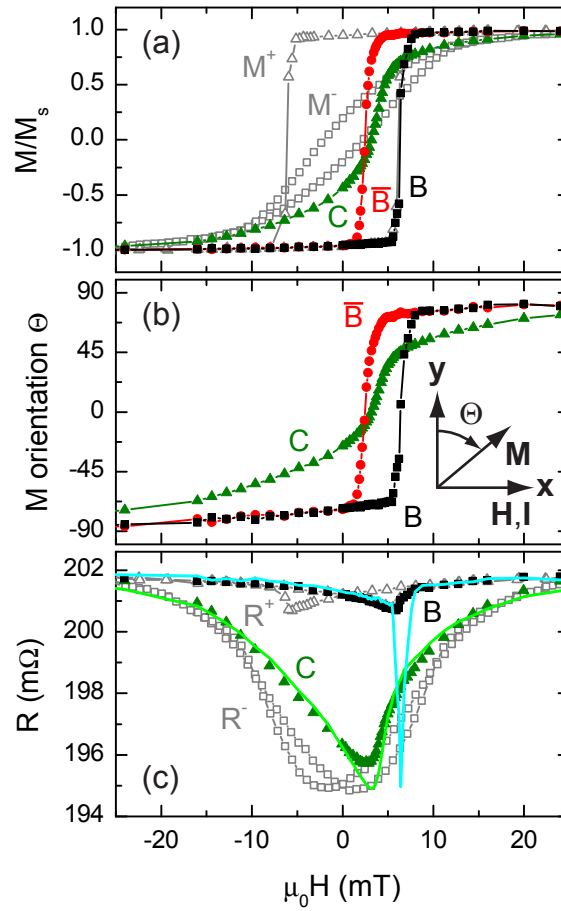 (a)
M/Mₛ
1.0
0.5
0.0
-0.5
-1.0
M⁺
M⁻
C
B̅
B
(b)
M orientation Θ
90
45
0
-45
-90
B̅
C
B
y
Θ
M
x
H,I
(c)
R (mΩ)
202
200
198
196
194
R⁺
B
C
R⁻
-20 -10 0 10 20
μ₀H (mT)